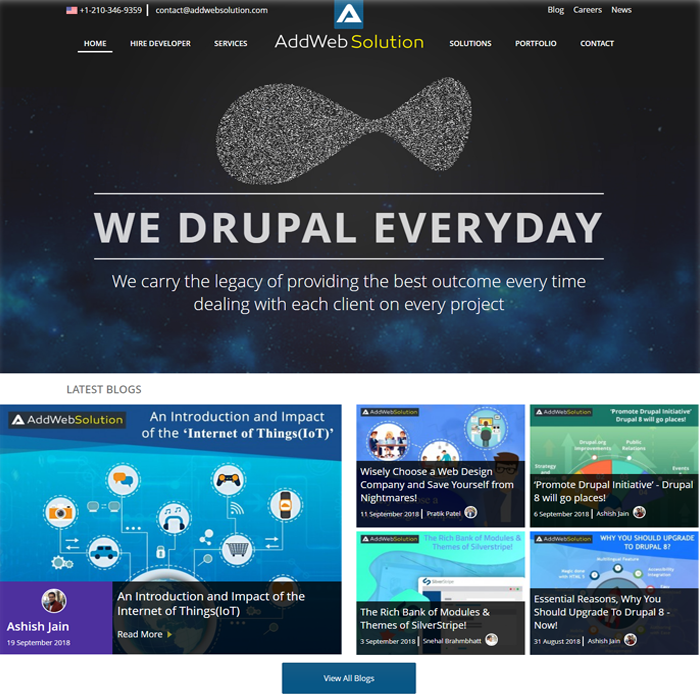 +1-210-346-9359 | contact@addwebsolution.com
Blog Careers News
HOME HIRE DEVELOPER SERVICES AddWebSolution SOLUTIONS PORTFOLIO CONTACT
WE DRUPAL EVERYDAY
We carry the legacy of providing the best outcome every time
dealing with each client on every project
LATEST BLOGS
AddWebSolution
An Introduction and Impact
of the ‘Internet of Things(IoT)’
Ashish Jain
19 September 2018
An Introduction and Impact of the
Internet of Things(IoT)
Read More
AddWebSolution
Wisely Choose a Web Design
Company and Save Yourself from
Nightmares!
11 September 2018 | Pratik Patel
AddWebSolution
‘Promote Drupal Initiative’
Drupal 8 will go places!
Drupal.org
Improvements
Public
Relations
Strategy
Events
‘Promote Drupal Initiative’ - Drupal
8 will go places!
6 September 2018 | Ashish Jain
AddWebSolution
The Rich Bank of Modules &
Themes of Silverstripe!
The Rich Bank of Modules &
Themes of SilverStripe!
3 September 2018 | Snehal Brahmbhatt
AddWebSolution
WHY YOU SHOULD UPGRADE
TO DRUPAL 8?
Multilingual Feature
Magic done
with HTML 5
Accessibility
Integration
Essential Reasons, Why You
Should Upgrade To Drupal 8 -
Now!
31 August 2018 | Ashish Jain
View All Blogs